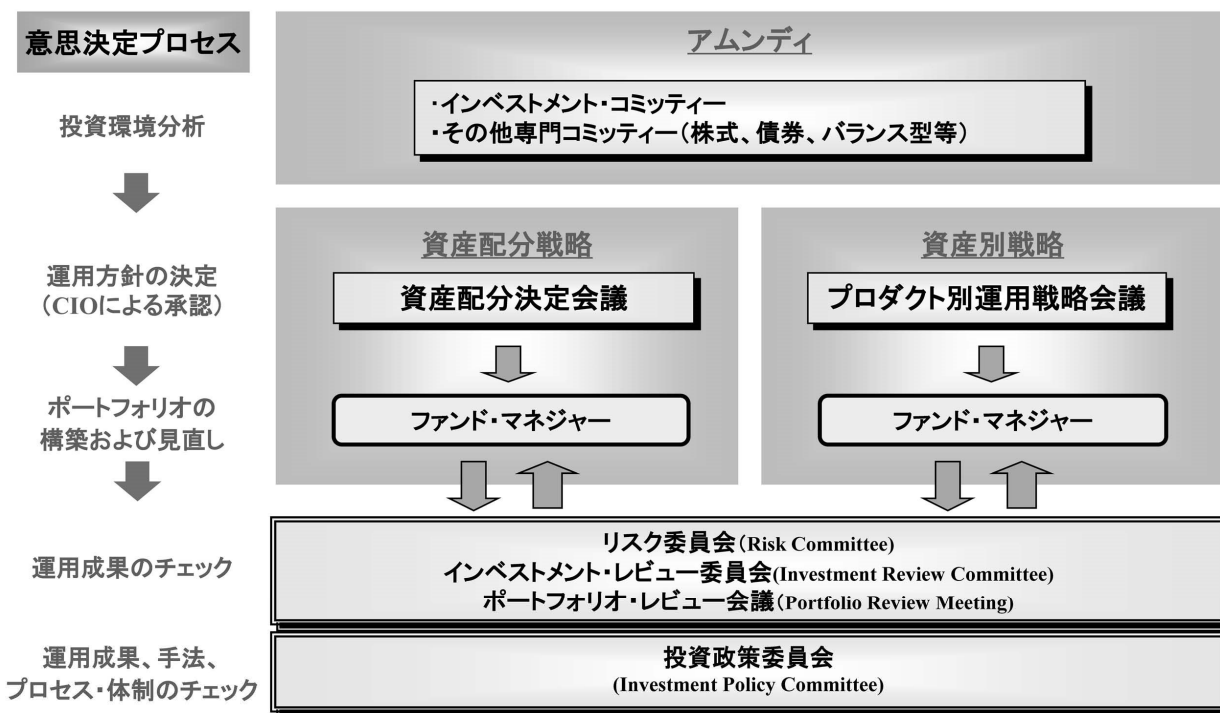 意思決定プロセス
アムンディ
投資環境分析
・インベストメント・コミッティー
・その他専門コミッティー（株式、債券、バランス型等）
資産配分戦略
資産別戦略
運用方針の決定
（CIOによる承認）
資産配分決定会議
プロダクト別運用戦略会議
ポートフォリオの
構築および見直し
ファンド・マネジャー
ファンド・マネジャー
運用成果のチェック
リスク委員会（Risk Committee）
インベストメント・レビュー委員会(Investment Review Committee)
ポートフォリオ・レビュー会議（Portfolio Review Meeting)
運用成果、手法、
プロセス・体制のチェック
投資政策委員会
(Investment Policy Committee)